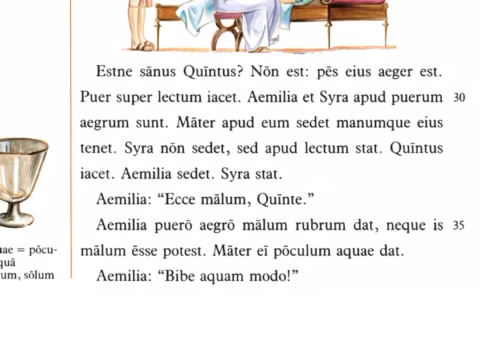 Estne sānus Quīntus? Nōn est: pēs eius aeger est.
Puer super lectum iacet. Aemilia et Syra apud puerum 30
aegrum sunt. Māter apud eum sedet manumque eius
tenet. Syra nōn sedet, sed apud lectum stat. Quīntus
iacet. Aemilia sedet. Syra stat.
Aemilia: “Ecce mālum, Quīnte.”
Aemilia puerō aegrō mālum rubrum dat, neque is 35
mālum ēsse potest. Māter eī pōculum aquae dat.
Aemilia: “Bibe aquam modo!”
ae = pōcu-
quā
um, sōlum